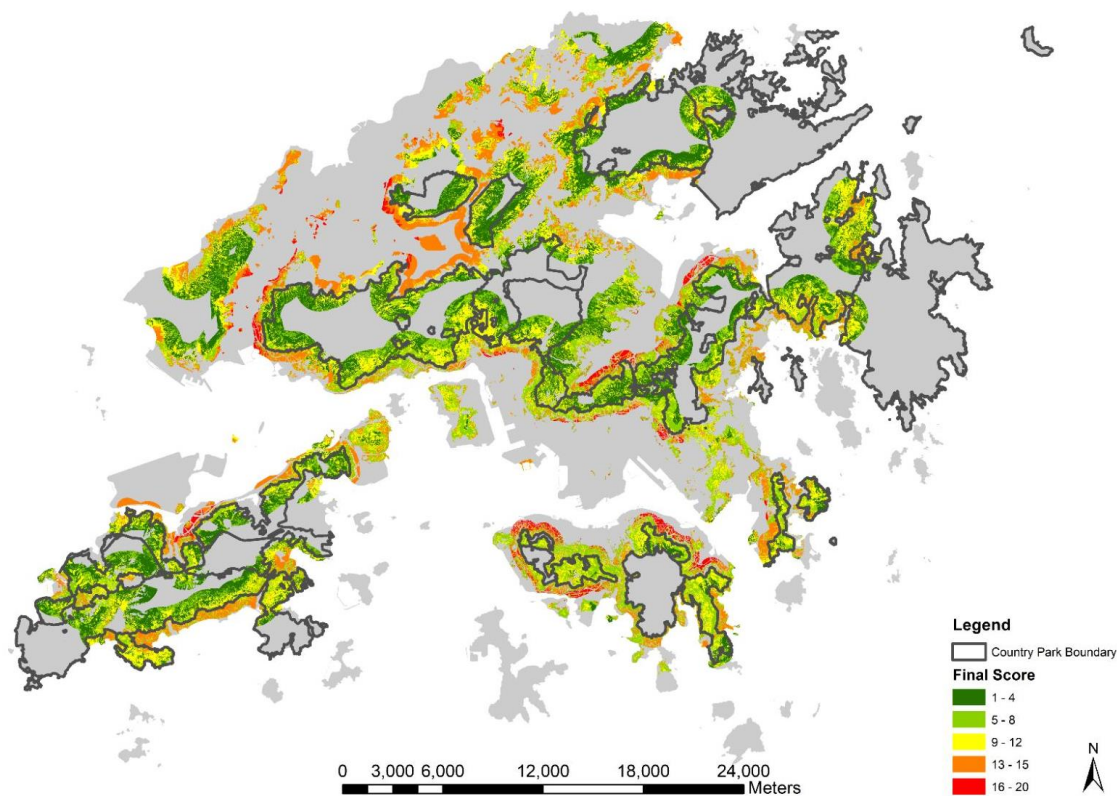 Legend
Country Park Boundary
Final Score
1 - 4
5 - 8
9 - 12
13 - 15
16 - 20
N
0 3,000 6,000 12,000 18,000 24,000
Meters